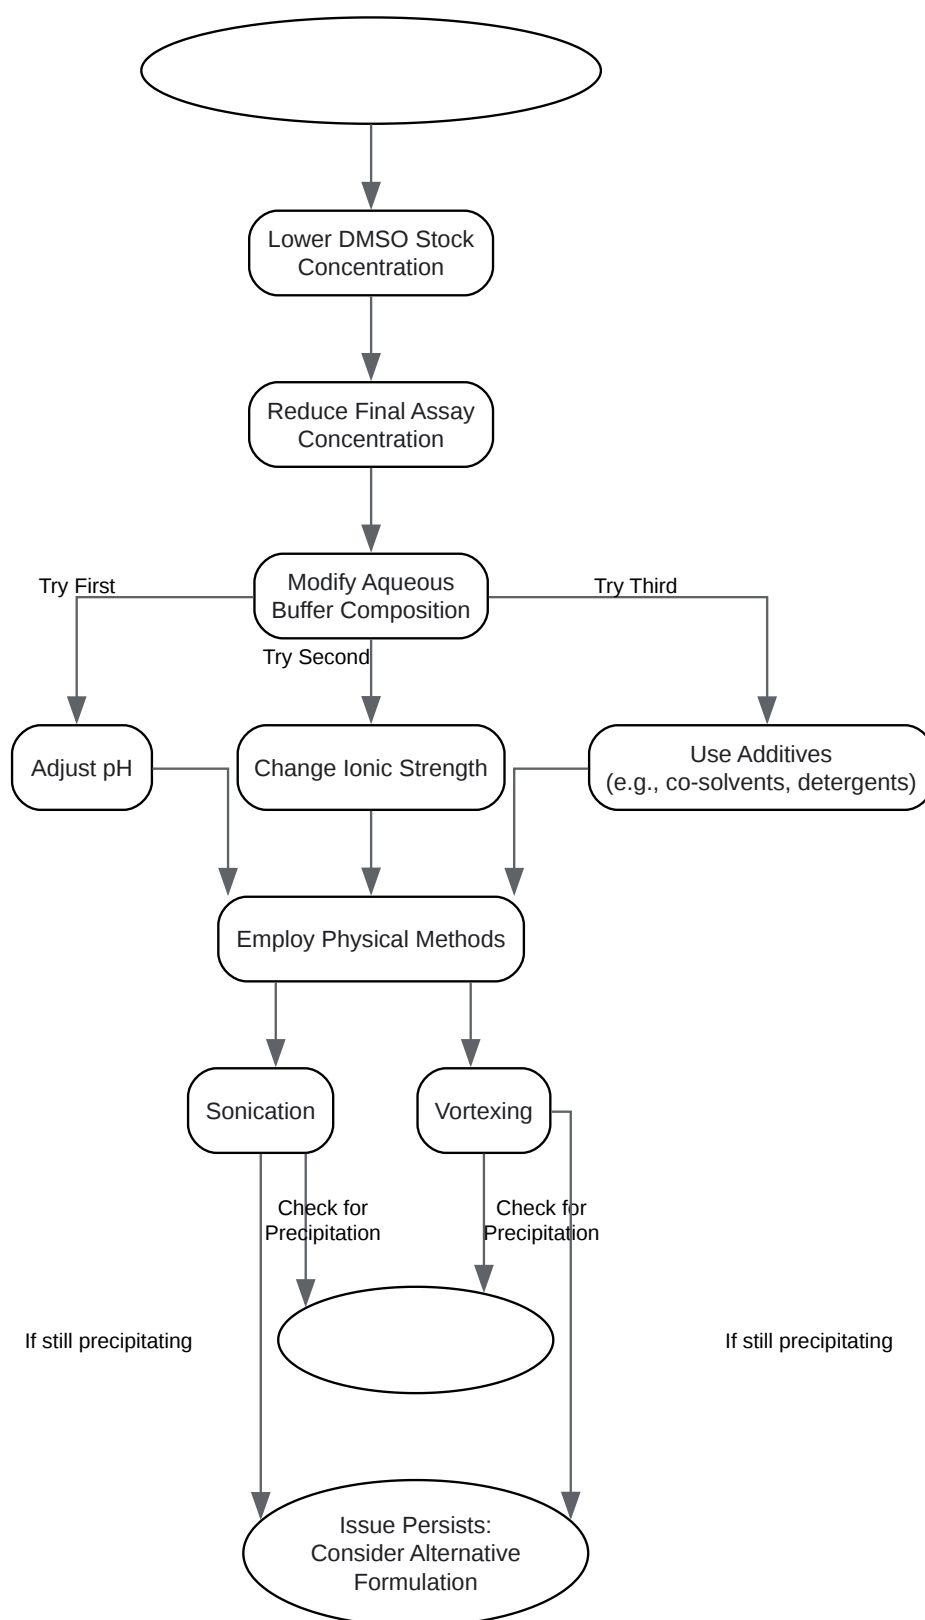 Lower DMSO Stock
Concentration
Reduce Final Assay
Concentration
Modify Aqueous
Buffer Composition
Try First
Try Third
Try Second
Adjust pH
Change Ionic Strength
Use Additives
(e.g., co-solvents, detergents)
Employ Physical Methods
Sonication
Vortexing
Check for
Precipitation
Check for
Precipitation
If still precipitating
If still precipitating
Issue Persists:
Consider Alternative
Formulation